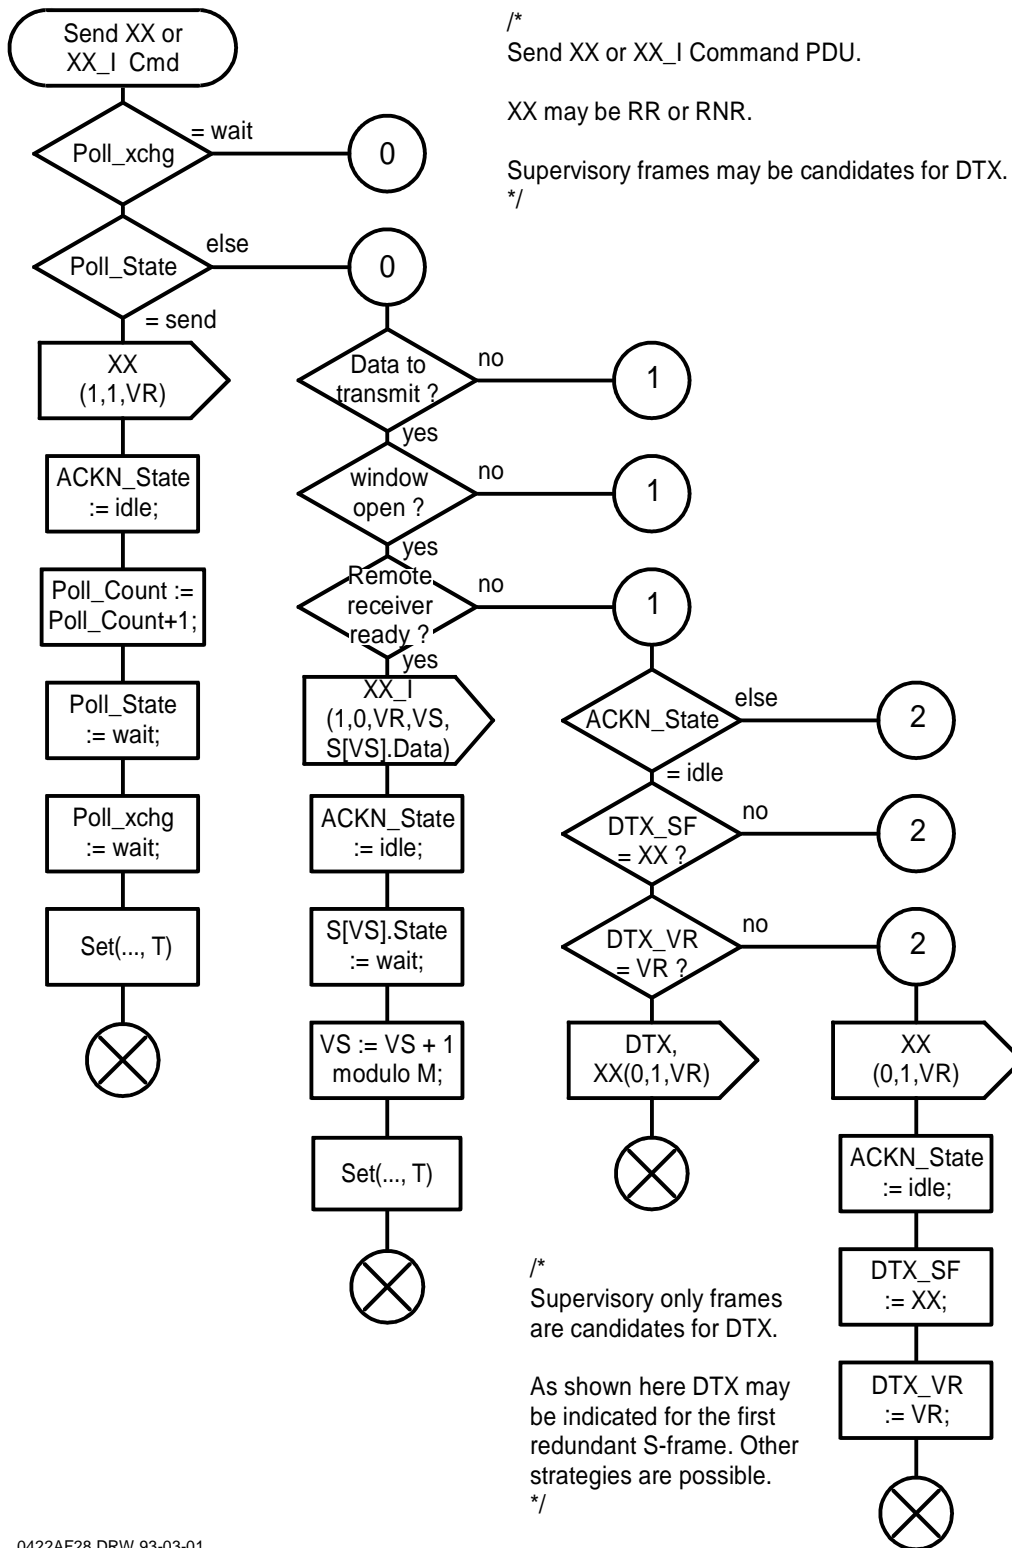 Send XX or
XX_I Cmd
/*
Send XX or XX_I Command PDU.
XX may be RR or RNR.
Supervisory frames may be candidates for DTX.
*/
Poll_xchg
= wait
0
Poll_State
else
0
= send
XX
(1,1,VR)
ACKN_State
:= idle;
Poll_Count :=
Poll_Count+1;
Poll_State
:= wait;
Poll_xchg
:= wait;
Set(..., T)
Data to
transmit ?
no
1
yes
window
open ?
no
1
yes
Remote
receiver
ready ?
no
1
yes
XX_I
(1,0,VR,VS,
S[VS].Data)
ACKN_State
:= idle;
S[VS].State
:= wait;
VS := VS + 1
modulo M;
Set(..., T)
ACKN_State
else
2
= idle
DTX_SF
= XX ?
no
2
DTX_VR
= VR ?
no
2
DTX,
XX(0,1,VR)
XX
(0,1,VR)
ACKN_State
:= idle;
DTX_SF
:= XX;
DTX_VR
:= VR;
/*
Supervisory only frames
are candidates for DTX.
As shown here DTX may
be indicated for the first
redundant S-frame. Other
strategies are possible.
*/
0422AF28.DRW 93-03-01